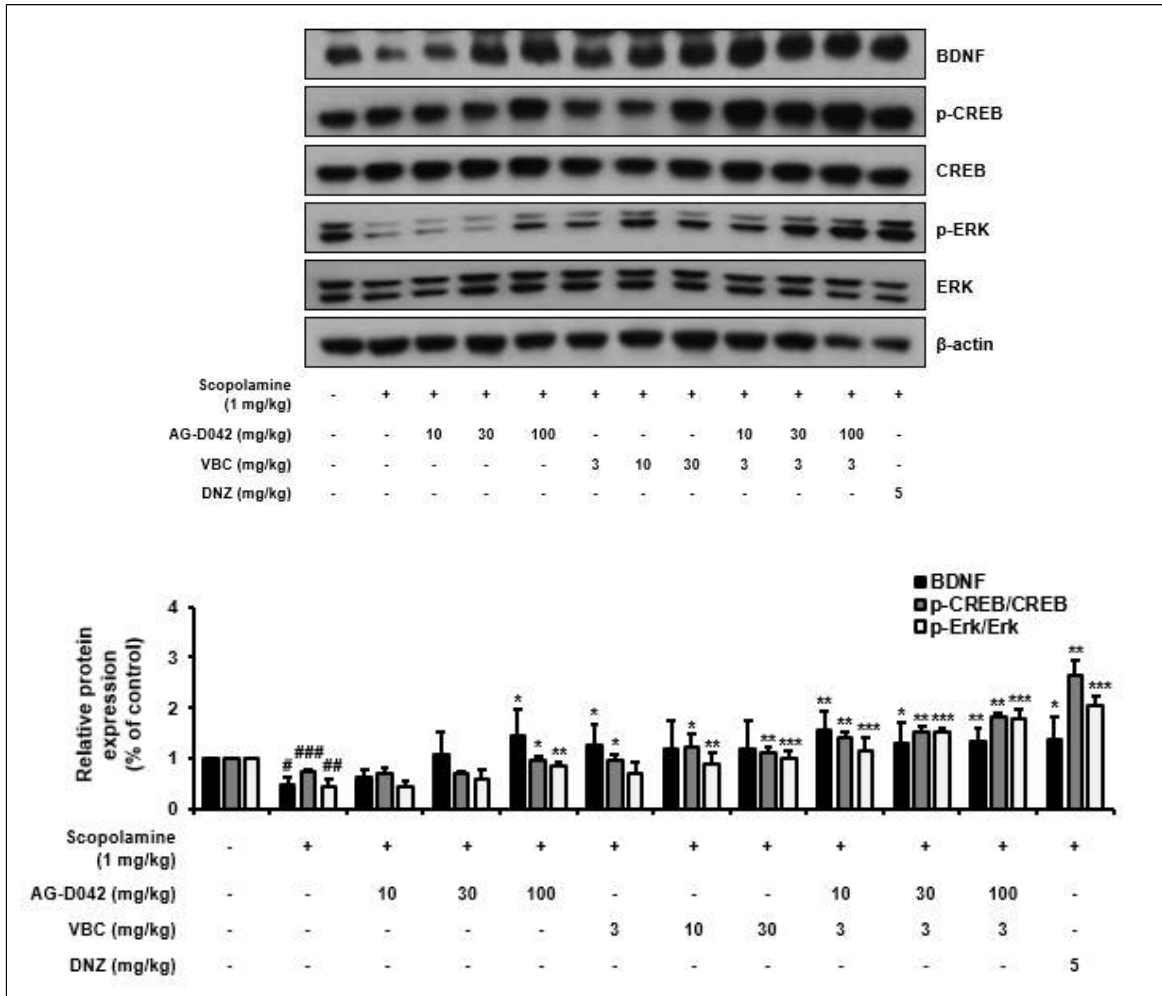 BDNF
p-CREB
CREB
p-ERK
ERK
β-actin
Scopolamine (1 mg/kg) - + + + + + + + + + + +
AG-D042 (mg/kg) - - 10 30 100 - - - 10 30 100 -
VBC (mg/kg) - - - - - 3 10 30 3 3 3 -
DNZ (mg/kg) - - - - - - - - - - - 5
BDNF
p-CREB/CREB
p-Erk/Erk
Relative protein
expression
(% of control)
4
3
2
1
0
# ### ##
* * **
* *
* **
** ***
** ** ***
* ** ***
** ** ***
* ** ***
Scopolamine (1 mg/kg) - + + + + + + + + + + +
AG-D042 (mg/kg) - - 10 30 100 - - - 10 30 100 -
VBC (mg/kg) - - - - - 3 10 30 3 3 3 -
DNZ (mg/kg) - - - - - - - - - - - 5